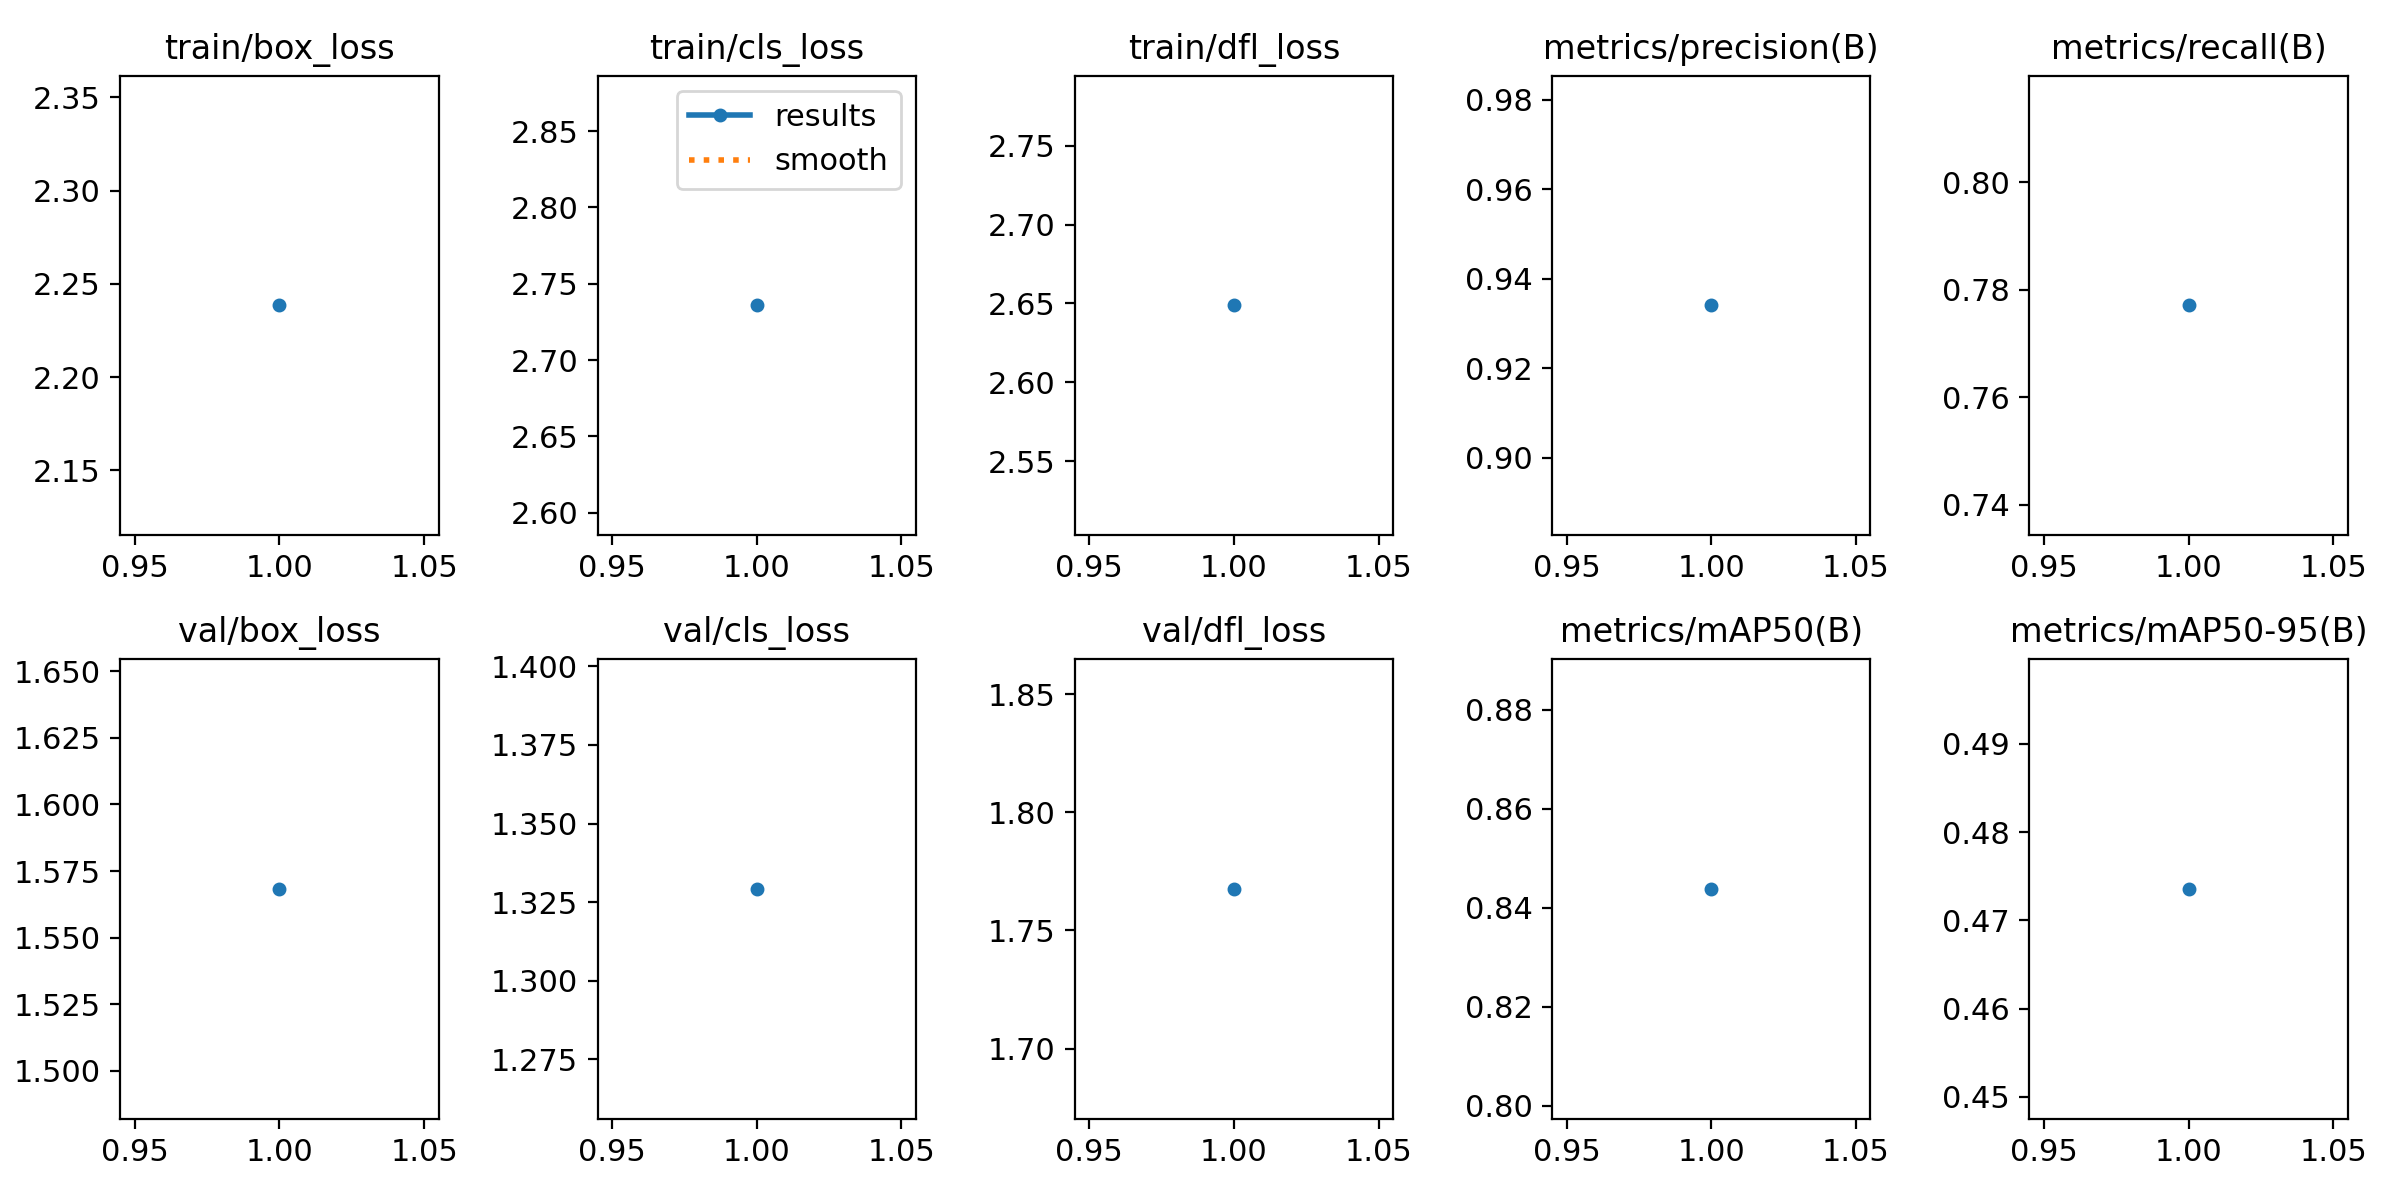 train/box_loss
2.35
2.30
2.25
2.20
2.15
0.95 1.00 1.05
train/cls_loss
results
smooth
2.85
2.80
2.75
2.70
2.65
2.60
0.95 1.00 1.05
train/dfl_loss
2.75
2.70
2.65
2.60
2.55
0.95 1.00 1.05
metrics/precision(B)
0.98
0.96
0.94
0.92
0.90
0.95 1.00 1.05
metrics/recall(B)
0.80
0.78
0.76
0.74
0.95 1.00 1.05
val/box_loss
1.650
1.625
1.600
1.575
1.550
1.525
1.500
0.95 1.00 1.05
val/cls_loss
1.400
1.375
1.350
1.325
1.300
1.275
0.95 1.00 1.05
val/dfl_loss
1.85
1.80
1.75
1.70
0.95 1.00 1.05
metrics/mAP50(B)
0.88
0.86
0.84
0.82
0.80
0.95 1.00 1.05
metrics/mAP50-95(B)
0.49
0.48
0.47
0.46
0.45
0.95 1.00 1.05